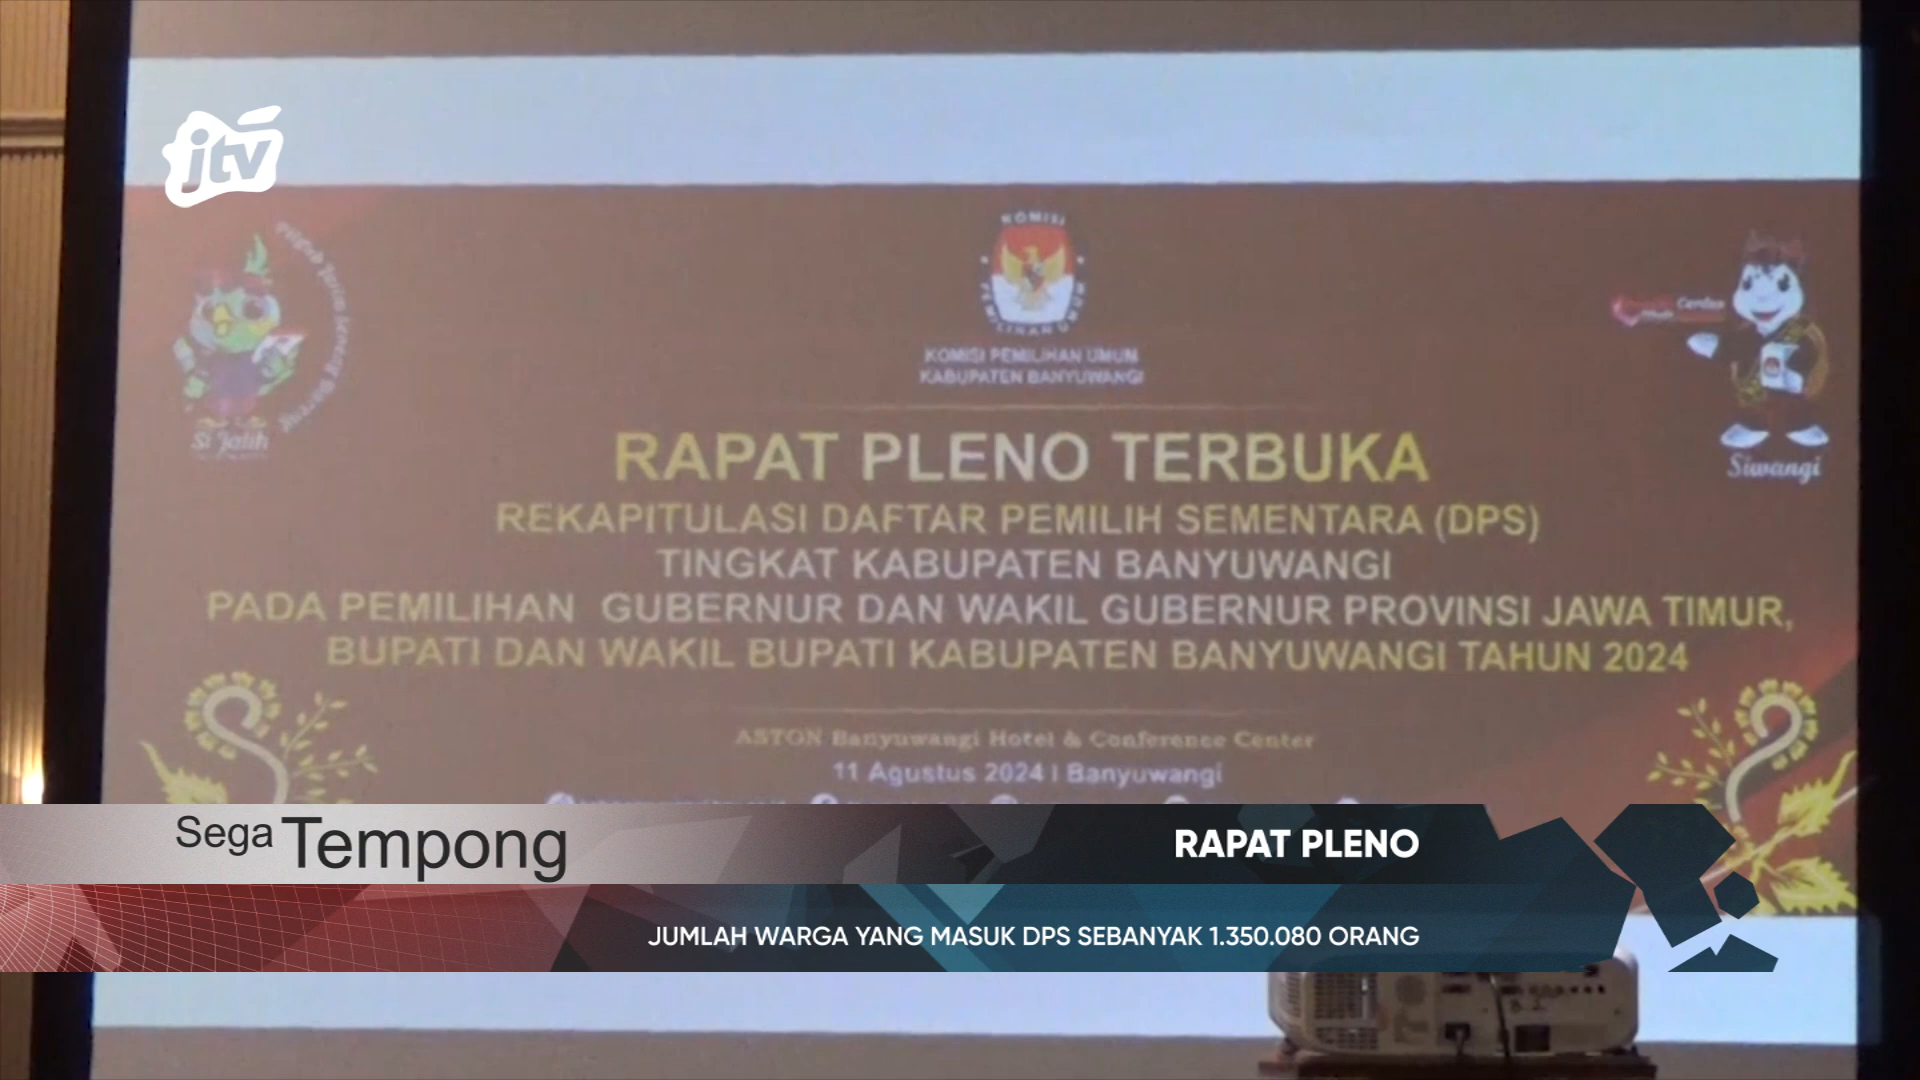 jtv
KOMISI
PEMILIHAN UMUM
KOMISI PEMILIHAN UMUM
KABUPATEN BANYUWANGI
Si Jalih
Siwangi
RAPAT PLENO TERBUKA
REKAPITULASI DAFTAR PEMILIH SEMENTARA (DPS)
TINGKAT KABUPATEN BANYUWANGI
PADA PEMILIHAN GUBERNUR DAN WAKIL GUBERNUR PROVINSI JAWA TIMUR,
BUPATI DAN WAKIL BUPATI KABUPATEN BANYUWANGI TAHUN 2024
ASTON Banyuwangi Hotel & Conference Center
11 Agustus 2024 | Banyuwangi
Sega Tempong
RAPAT PLENO
JUMLAH WARGA YANG MASUK DPS SEBANYAK 1.350.080 ORANG